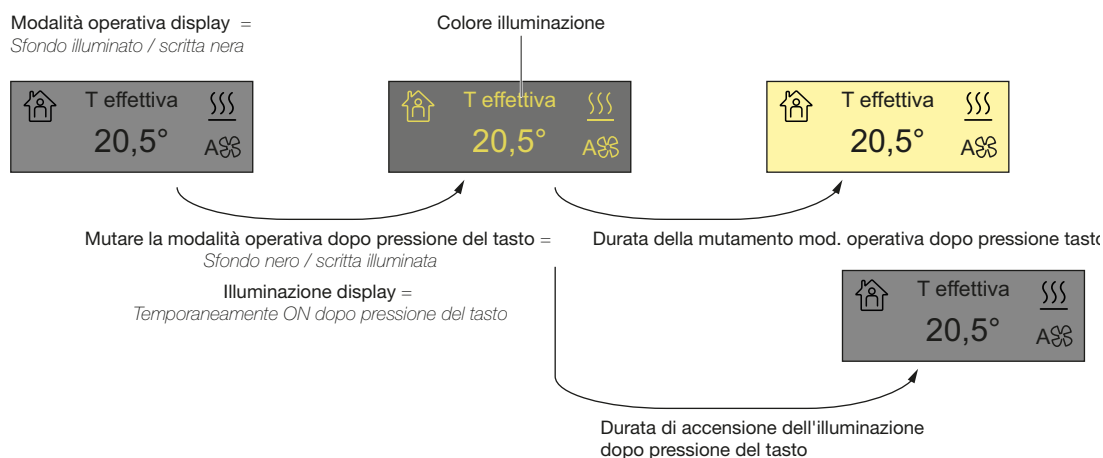 Modalità operativa display =
Sfondo illuminato / scritta nera
Colore illuminazione
T effettiva
20,5°
A
T effettiva
20,5°
A
T effettiva
20,5°
A
Mutare la modalità operativa dopo pressione del tasto =
Sfondo nero / scritta illuminata
Illuminazione display =
Temporaneamente ON dopo pressione del tasto
Durata della mutamento mod. operativa dopo pressione tasto
T effettiva
20,5°
A
Durata di accensione dell'illuminazione
dopo pressione del tasto